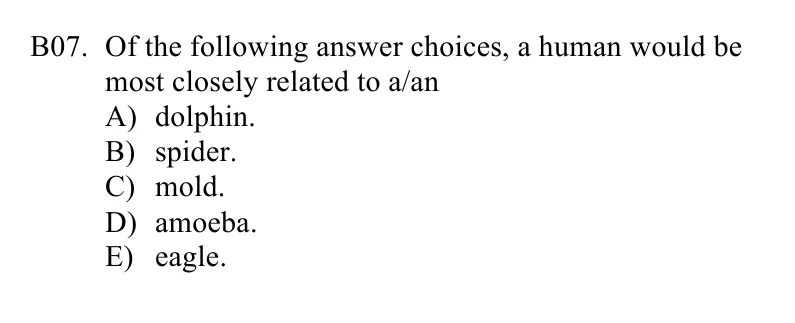 B07. Of the following answer choices, a human would be
most closely related to a/an
A) dolphin.
B) spider.
C) mold.
D) amoeba.
E) eagle.